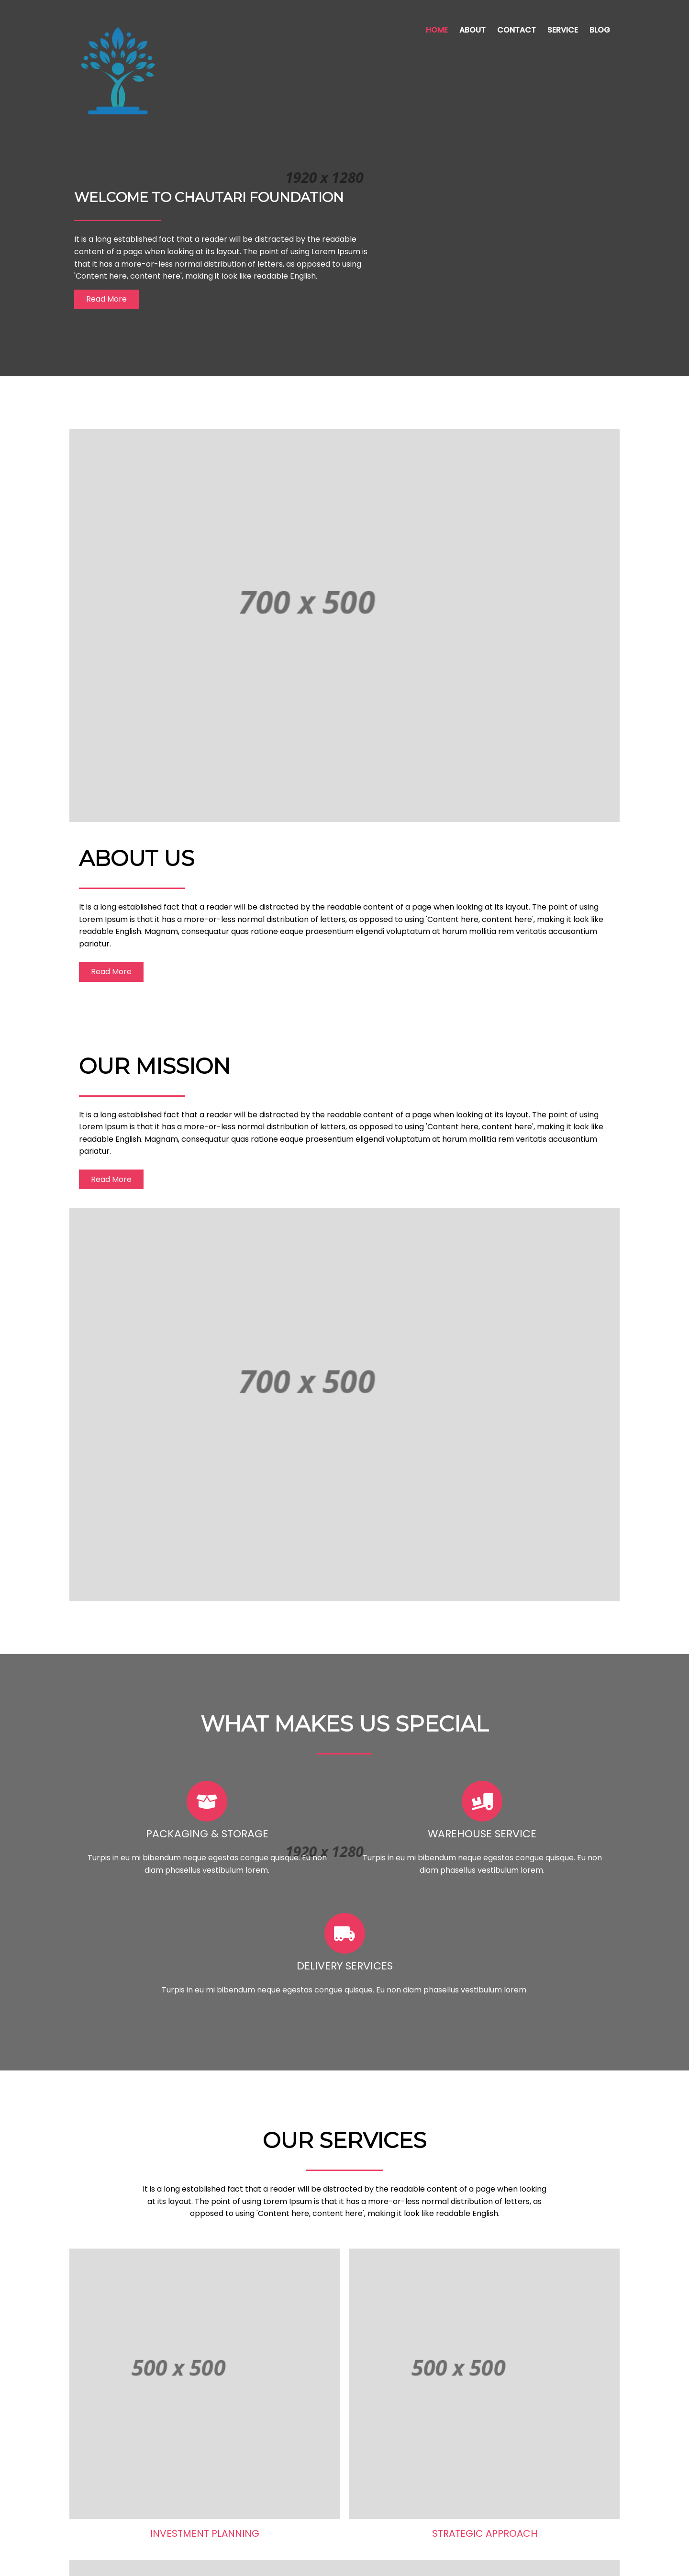 HOME ABOUT CONTACT SERVICE BLOG
1920 x 1280
WELCOME TO CHAUTARI FOUNDATION
It is a long established fact that a reader will be distracted by the readable
content of a page when looking at its layout. The point of using Lorem Ipsum is
that it has a more-or-less normal distribution of letters, as opposed to using
'Content here, content here', making it look like readable English.
Read More
700 x 500
ABOUT US
It is a long established fact that a reader will be distracted by the readable content of a page when looking at its layout. The point of using
Lorem Ipsum is that it has a more-or-less normal distribution of letters, as opposed to using 'Content here, content here', making it look like
readable English. Magnam, consequatur quas ratione eaque praesentium eligendi voluptatum at harum mollitia rem veritatis accusantium
pariatur.
Read More
OUR MISSION
It is a long established fact that a reader will be distracted by the readable content of a page when looking at its layout. The point of using
Lorem Ipsum is that it has a more-or-less normal distribution of letters, as opposed to using 'Content here, content here', making it look like
readable English. Magnam, consequatur quas ratione eaque praesentium eligendi voluptatum at harum mollitia rem veritatis accusantium
pariatur.
Read More
700 x 500
WHAT MAKES US SPECIAL
PACKAGING & STORAGE
Turpis in eu mi bibendum neque egestas congue quisque. Eu non
diam phasellus vestibulum lorem.
WAREHOUSE SERVICE
Turpis in eu mi bibendum neque egestas congue quisque. Eu non
diam phasellus vestibulum lorem.
1920 x 1280
DELIVERY SERVICES
Turpis in eu mi bibendum neque egestas congue quisque. Eu non diam phasellus vestibulum lorem.
OUR SERVICES
It is a long established fact that a reader will be distracted by the readable content of a page when looking
at its layout. The point of using Lorem Ipsum is that it has a more-or-less normal distribution of letters, as
opposed to using 'Content here, content here', making it look like readable English.
500 x 500
500 x 500
INVESTMENT PLANNING
STRATEGIC APPROACH